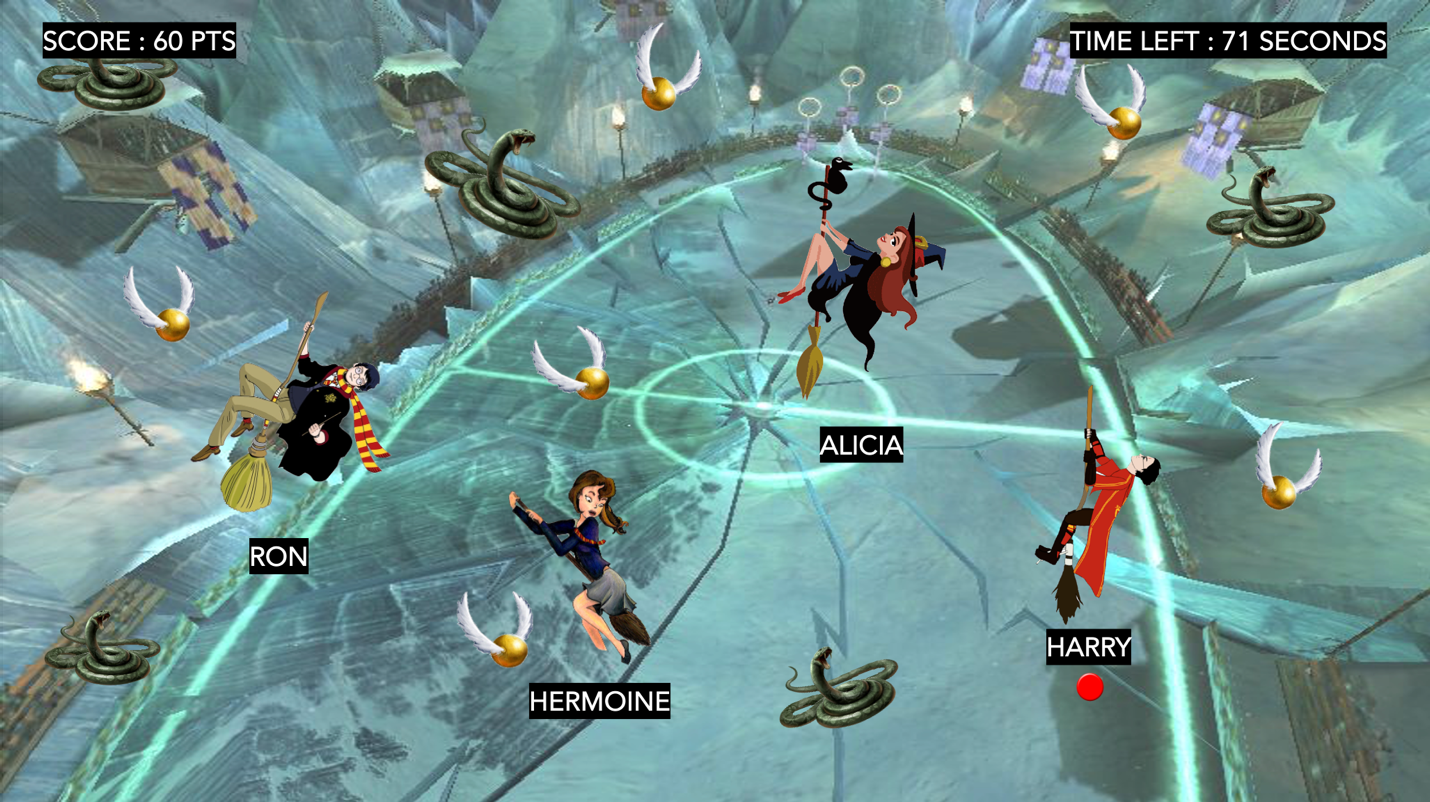 SCORE : 60 PTS
TIME LEFT : 71 SECONDS
ALICIA
RON
HARRY
HERMOINE